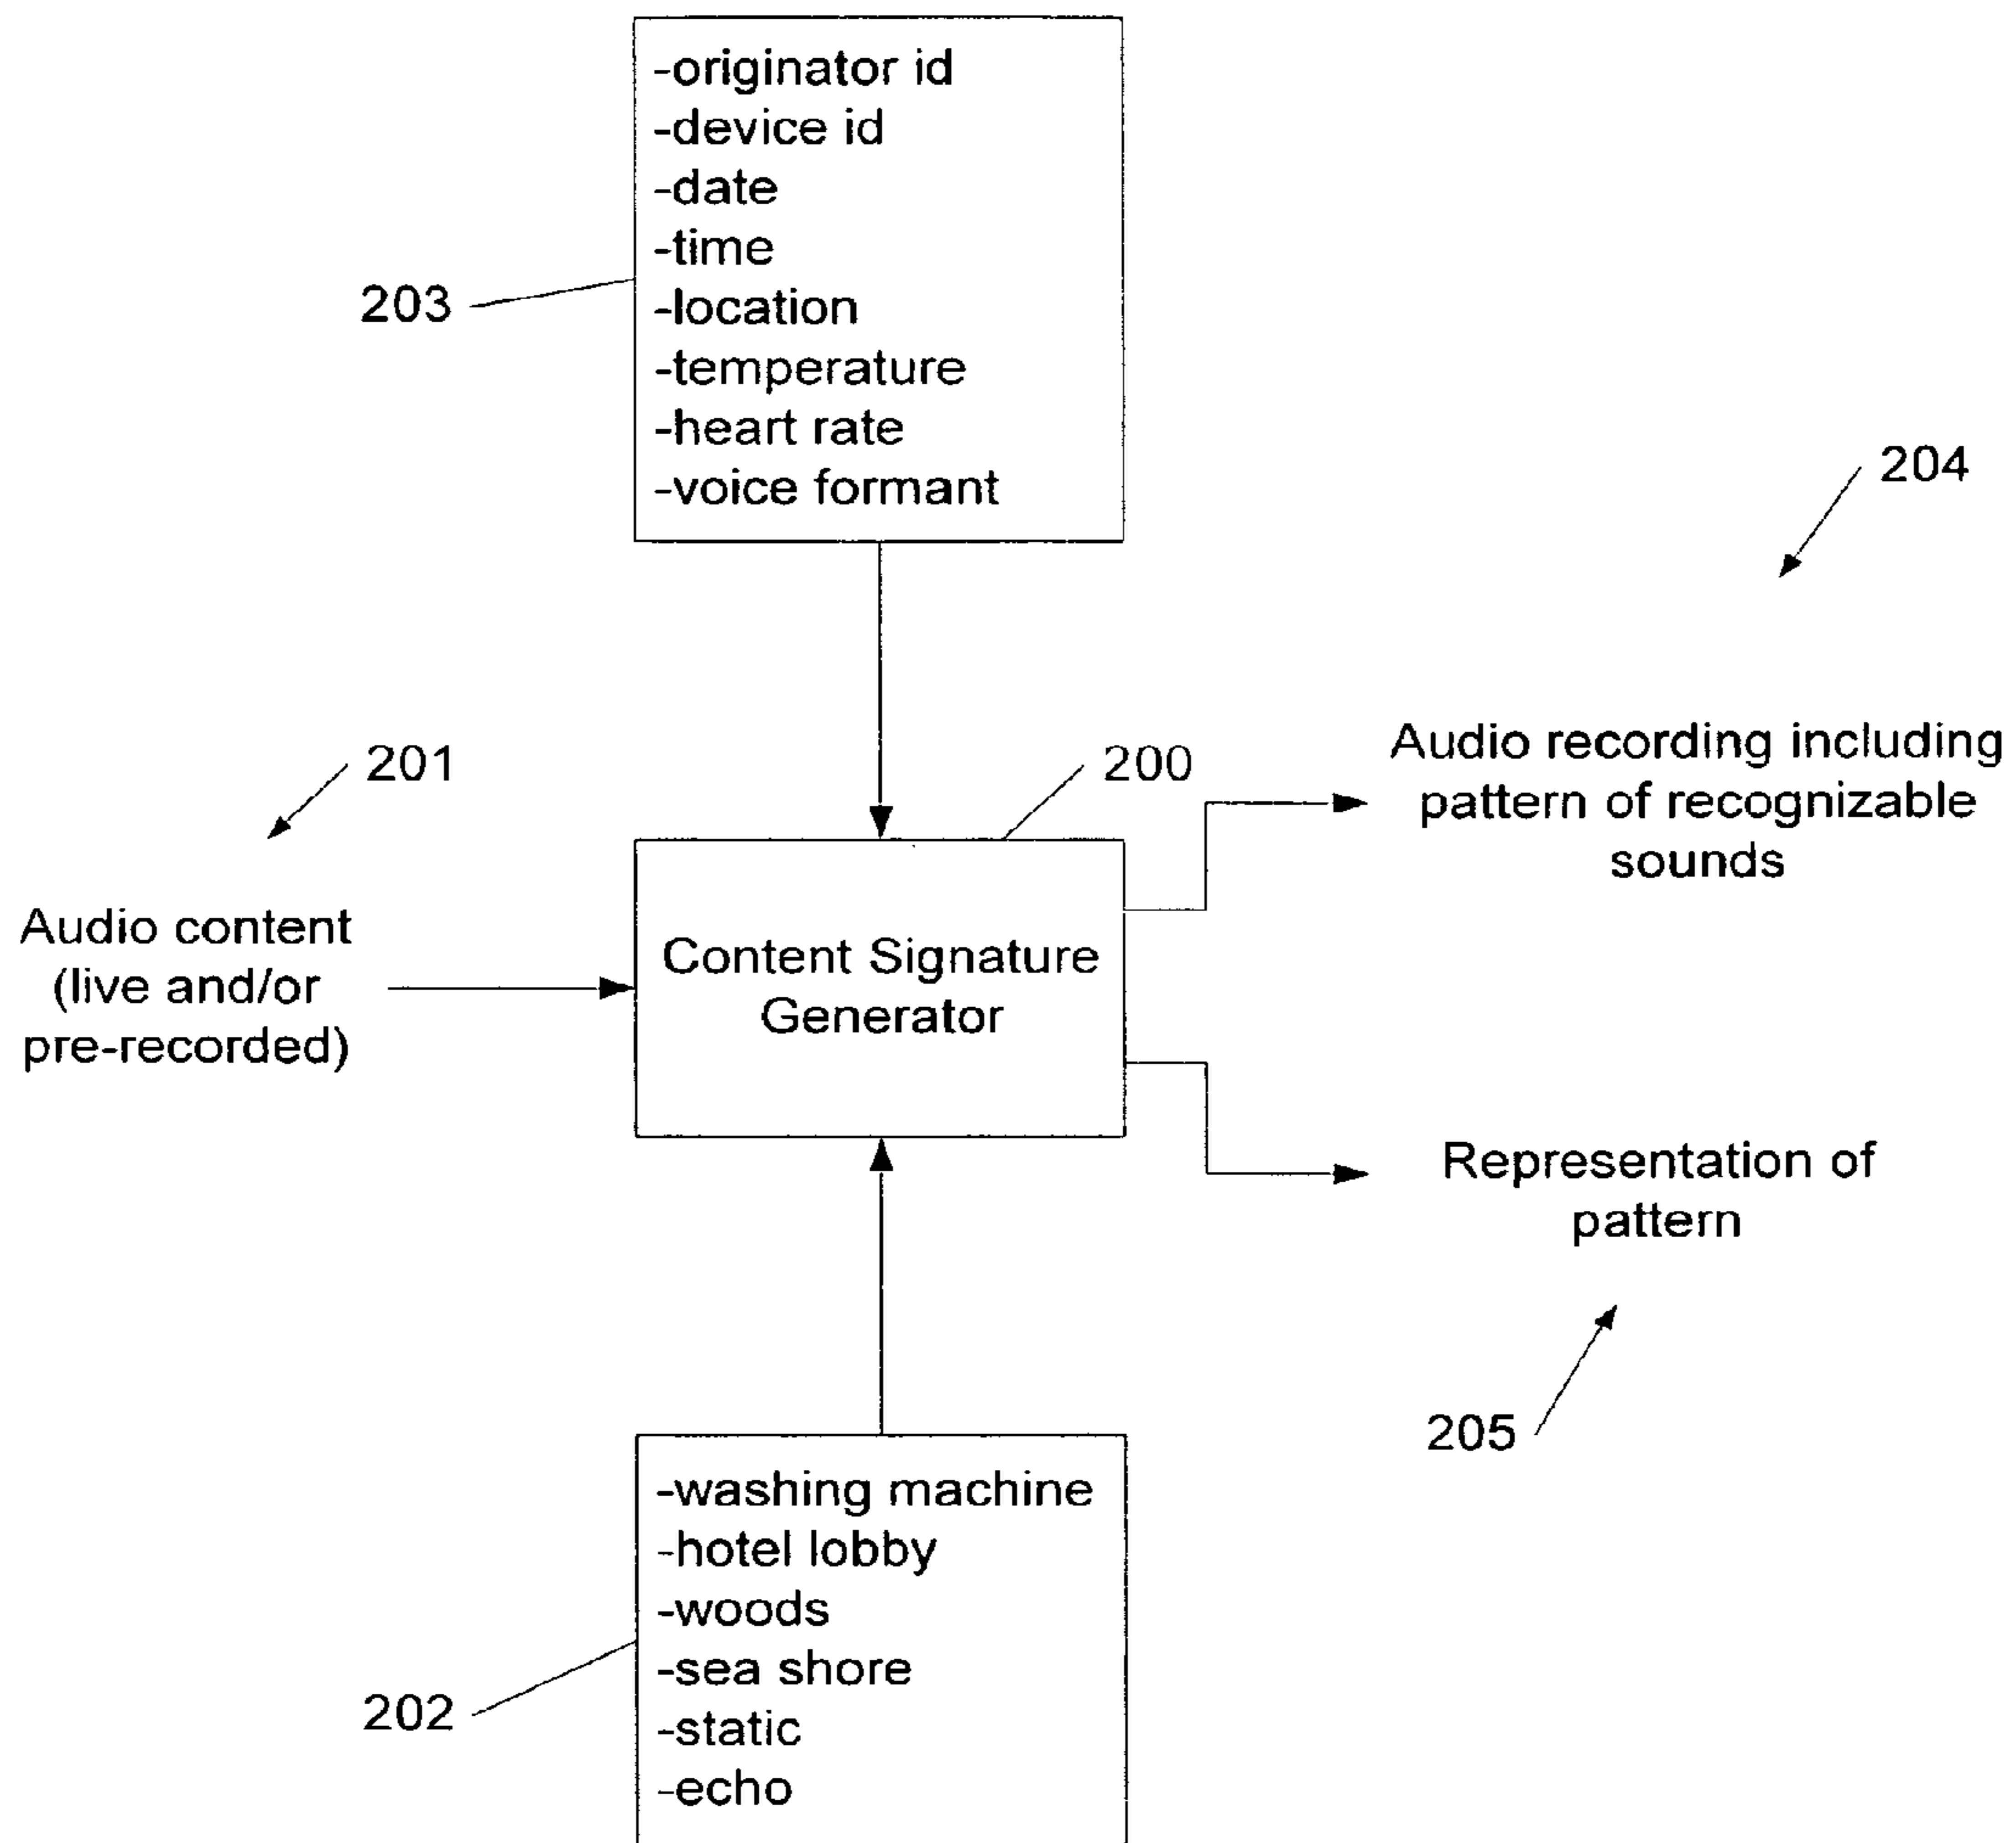 -originator id
-device id
-date
-time
-location
-temperature
-heart rate
-voice formant
203
204
201
200
Audio content
(live and/or
pre-recorded)
Content Signature
Generator
Audio recording including
pattern of recognizable
sounds
Representation of
pattern
205
-washing machine
-hotel lobby
-woods
-sea shore
-static
-echo
202